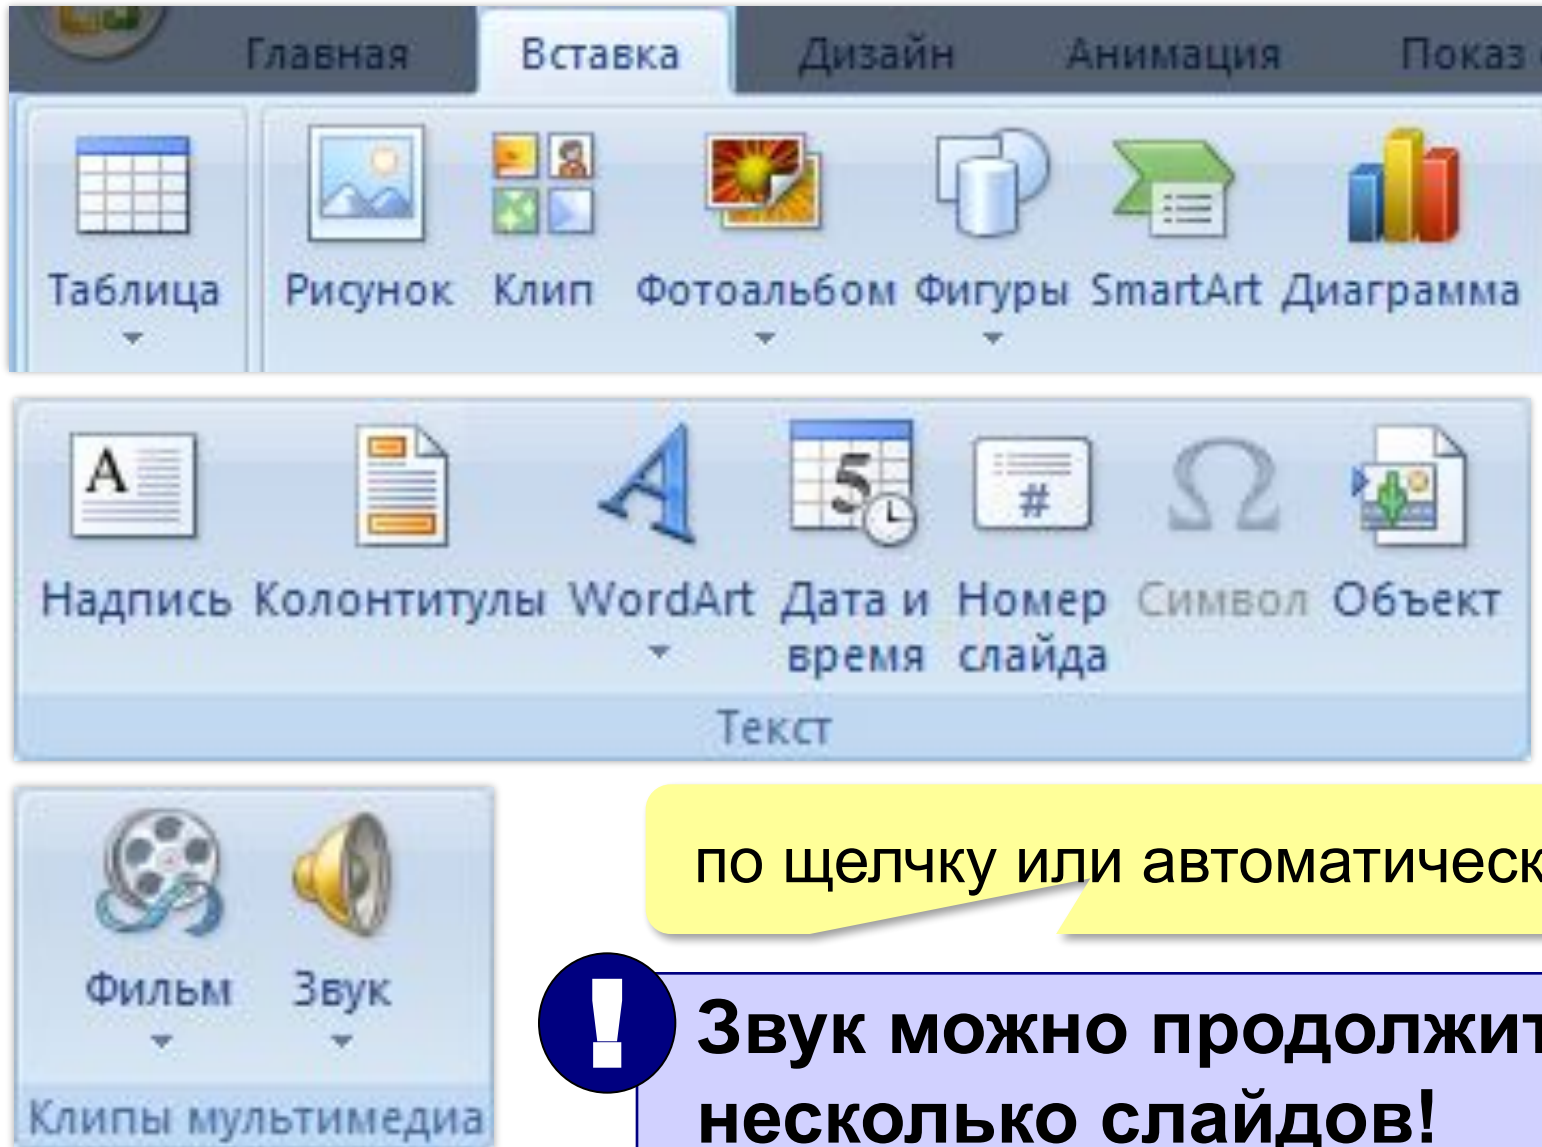 Главная Вставка Дизайн Анимация Показ
Таблица Рисунок Клип Фотоальбом Фигуры SmartArt Диаграмма
A 5 # Ω
Надпись Колонтитулы WordArt Дата и Номер Символ Объект
время слайда
Текст
по щелчку или автоматическ
Фильм Звук
! Звук можно продолжит
несколько слайдов!
Клипы мультимедиа